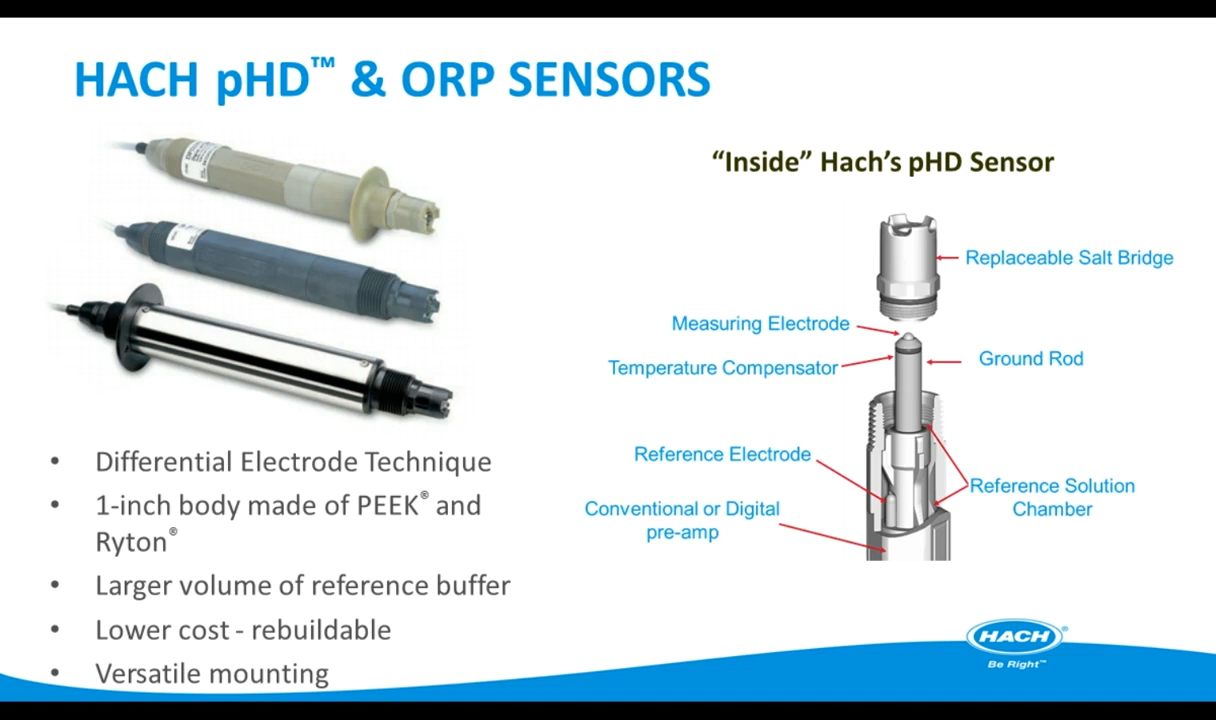 HACH pHD™ & ORP SENSORS
“Inside” Hach’s pHD Sensor
Replaceable Salt Bridge
Measuring Electrode
Temperature Compensator
Ground Rod
Reference Electrode
Conventional or Digital
pre-amp
Reference Solution
Chamber
• Differential Electrode Technique
• 1-inch body made of PEEK® and
Ryton®
• Larger volume of reference buffer
• Lower cost - rebuildable
• Versatile mounting
HACH®
Be Right™